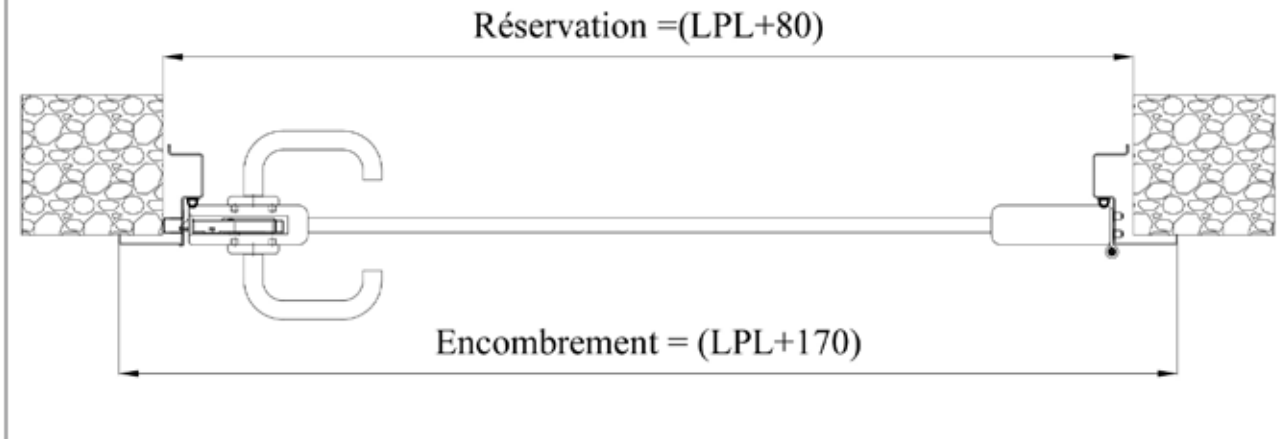 Réservation =(LPL+80)
Encombrement = (LPL+170)